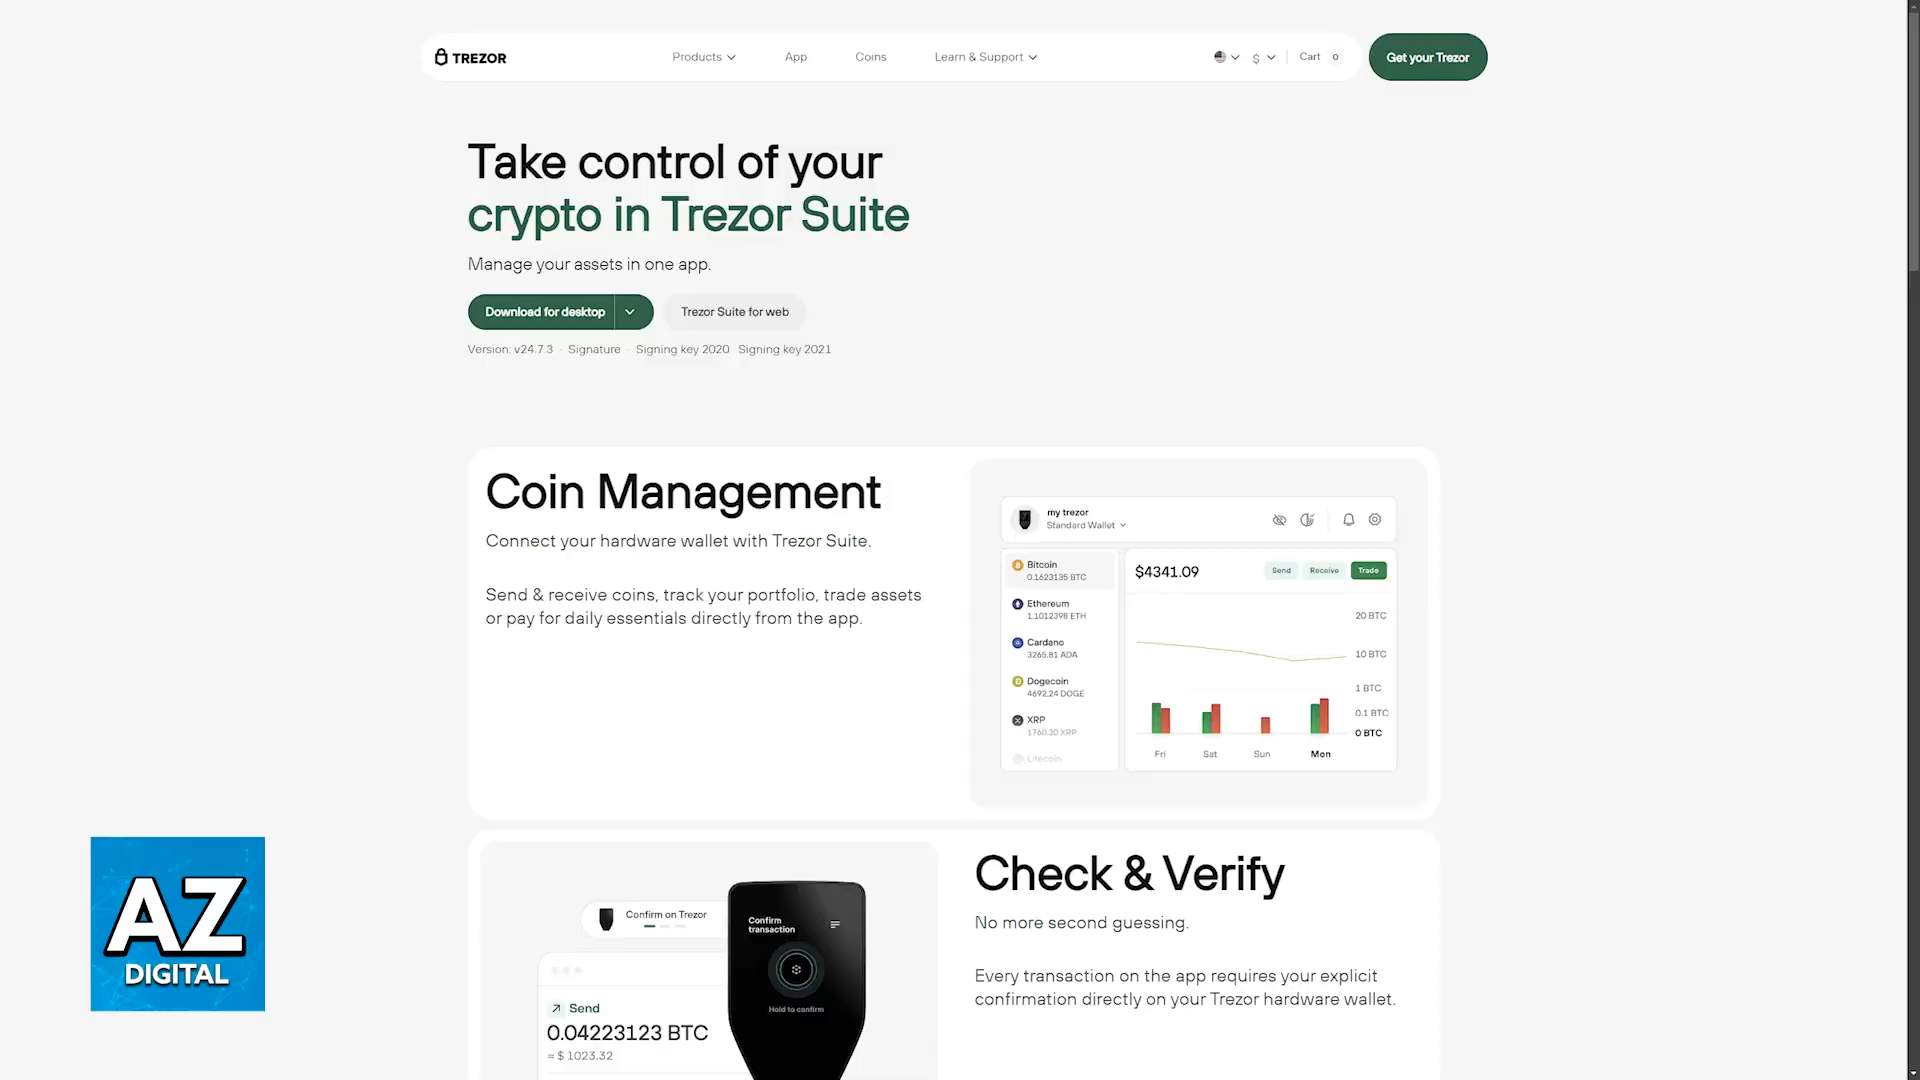 TREZOR
Products
App
Coins
Learn & Support
$
Cart 0
Get your Trezor
Take control of your
crypto in Trezor Suite
Manage your assets in one app.
Download for desktop
Trezor Suite for web
Version: v24.7.3 · Signature · Signing key 2020 Signing key 2021
Coin Management
Connect your hardware wallet with Trezor Suite.
Send & receive coins, track your portfolio, trade assets
or pay for daily essentials directly from the app.
my trezor
Standard Wallet
Bitcoin
0.1623135 BTC
Ethereum
1.1012398 ETH
Cardano
3265.81 ADA
Dogecoin
4692.24 DOGE
XRP
1760.30 XRP
Litecoin
$4341.09
Send
Receive
Trade
20 BTC
10 BTC
1 BTC
0.1 BTC
0 BTC
Fri
Sat
Sun
Mon
Confirm on Trezor
Confirm
transaction
Hold to confirm
Send
0.04223123 BTC
≈ $ 1023.32
Check & Verify
No more second guessing.
Every transaction on the app requires your explicit
confirmation directly on your Trezor hardware wallet.
AZ
DIGITAL